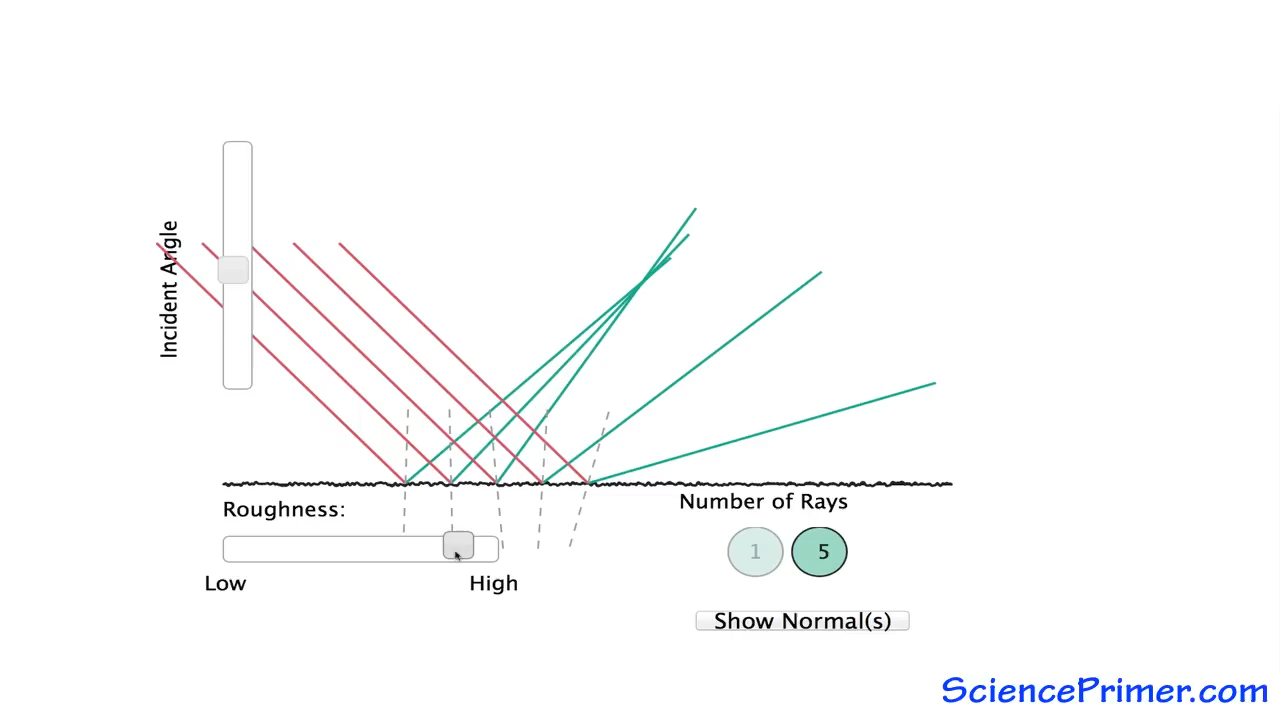 Incident Angle
Roughness:
Number of Rays
1
5
Low
High
Show Normal(s)
SciencePrimer.com